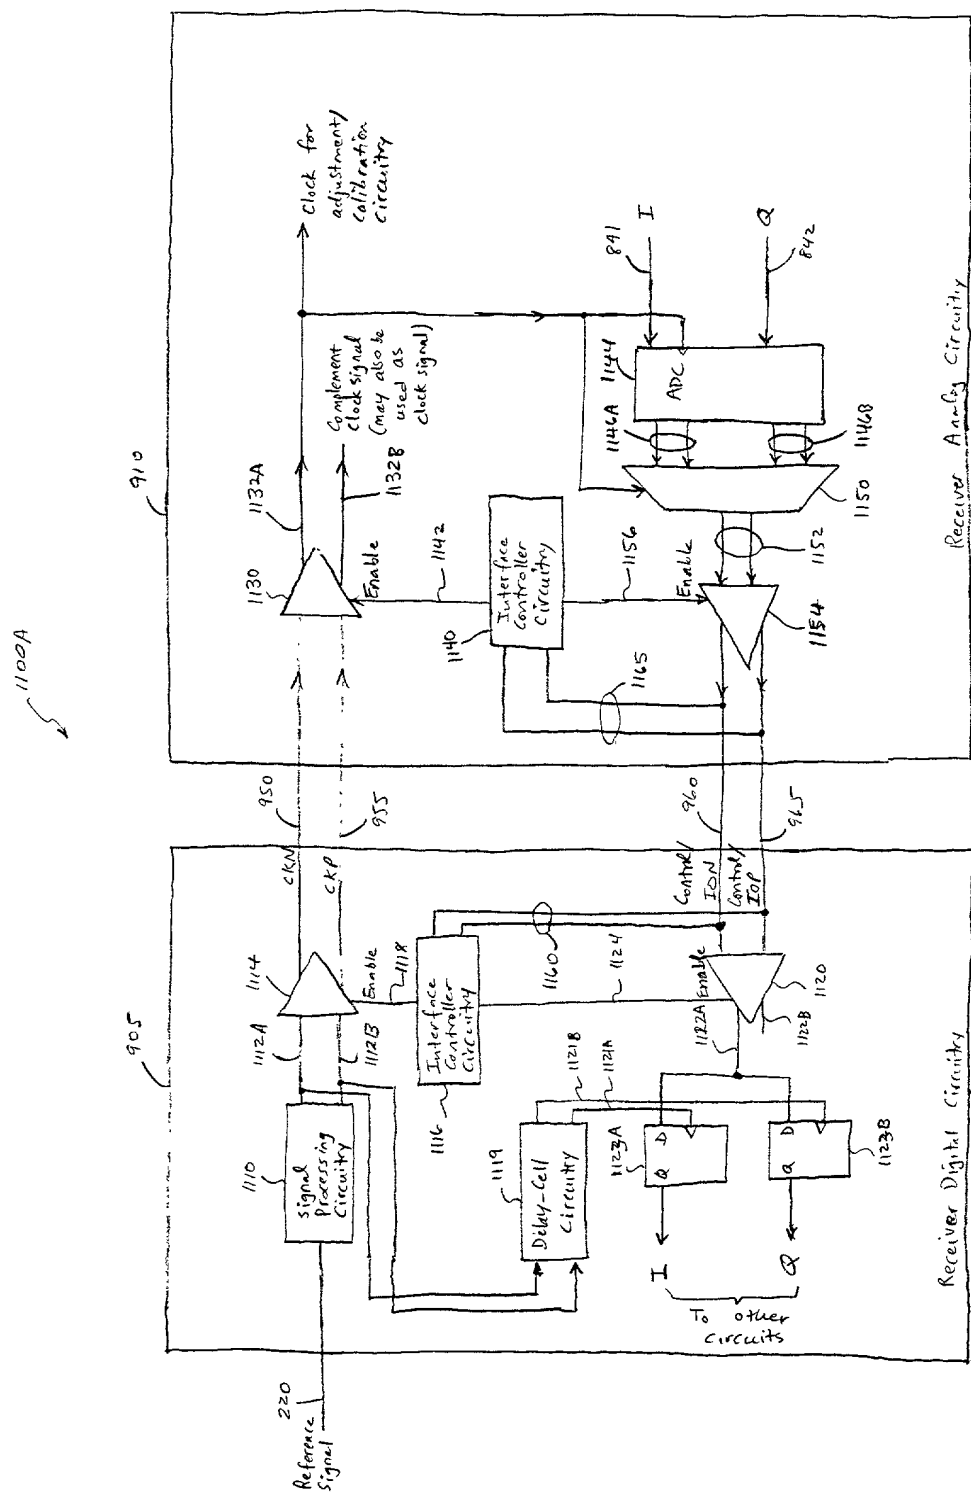 1100A
910
1130
1132A
Clock for
adjustment/
calibration
circuitry
Complement
clock signal
(may also be
used as
clock signal)
1132B
Enable
1142
Interface
Controller
Circuitry
1140
1156
Enable
1165
1154
1152
1150
1146A
1146B
1144
ADC
841
I
842
Q
Receiver Analog Circuitry
950
955
960
965
905
CKN
CKP
Control/
ION
Control/
IOP
1114
1112A
1112B
Enable
1118
Interface
Controller
Circuitry
1116
1160
1124
Enable
1120
1122A
1122B
1110
Signal
Processing
Circuitry
1119
Delay-Cell
Circuitry
1121B
1121A
1123A
D
Q
D
Q
1123B
I
Q
To other
circuits
Receiver Digital Circuitry
220
Reference
Signal